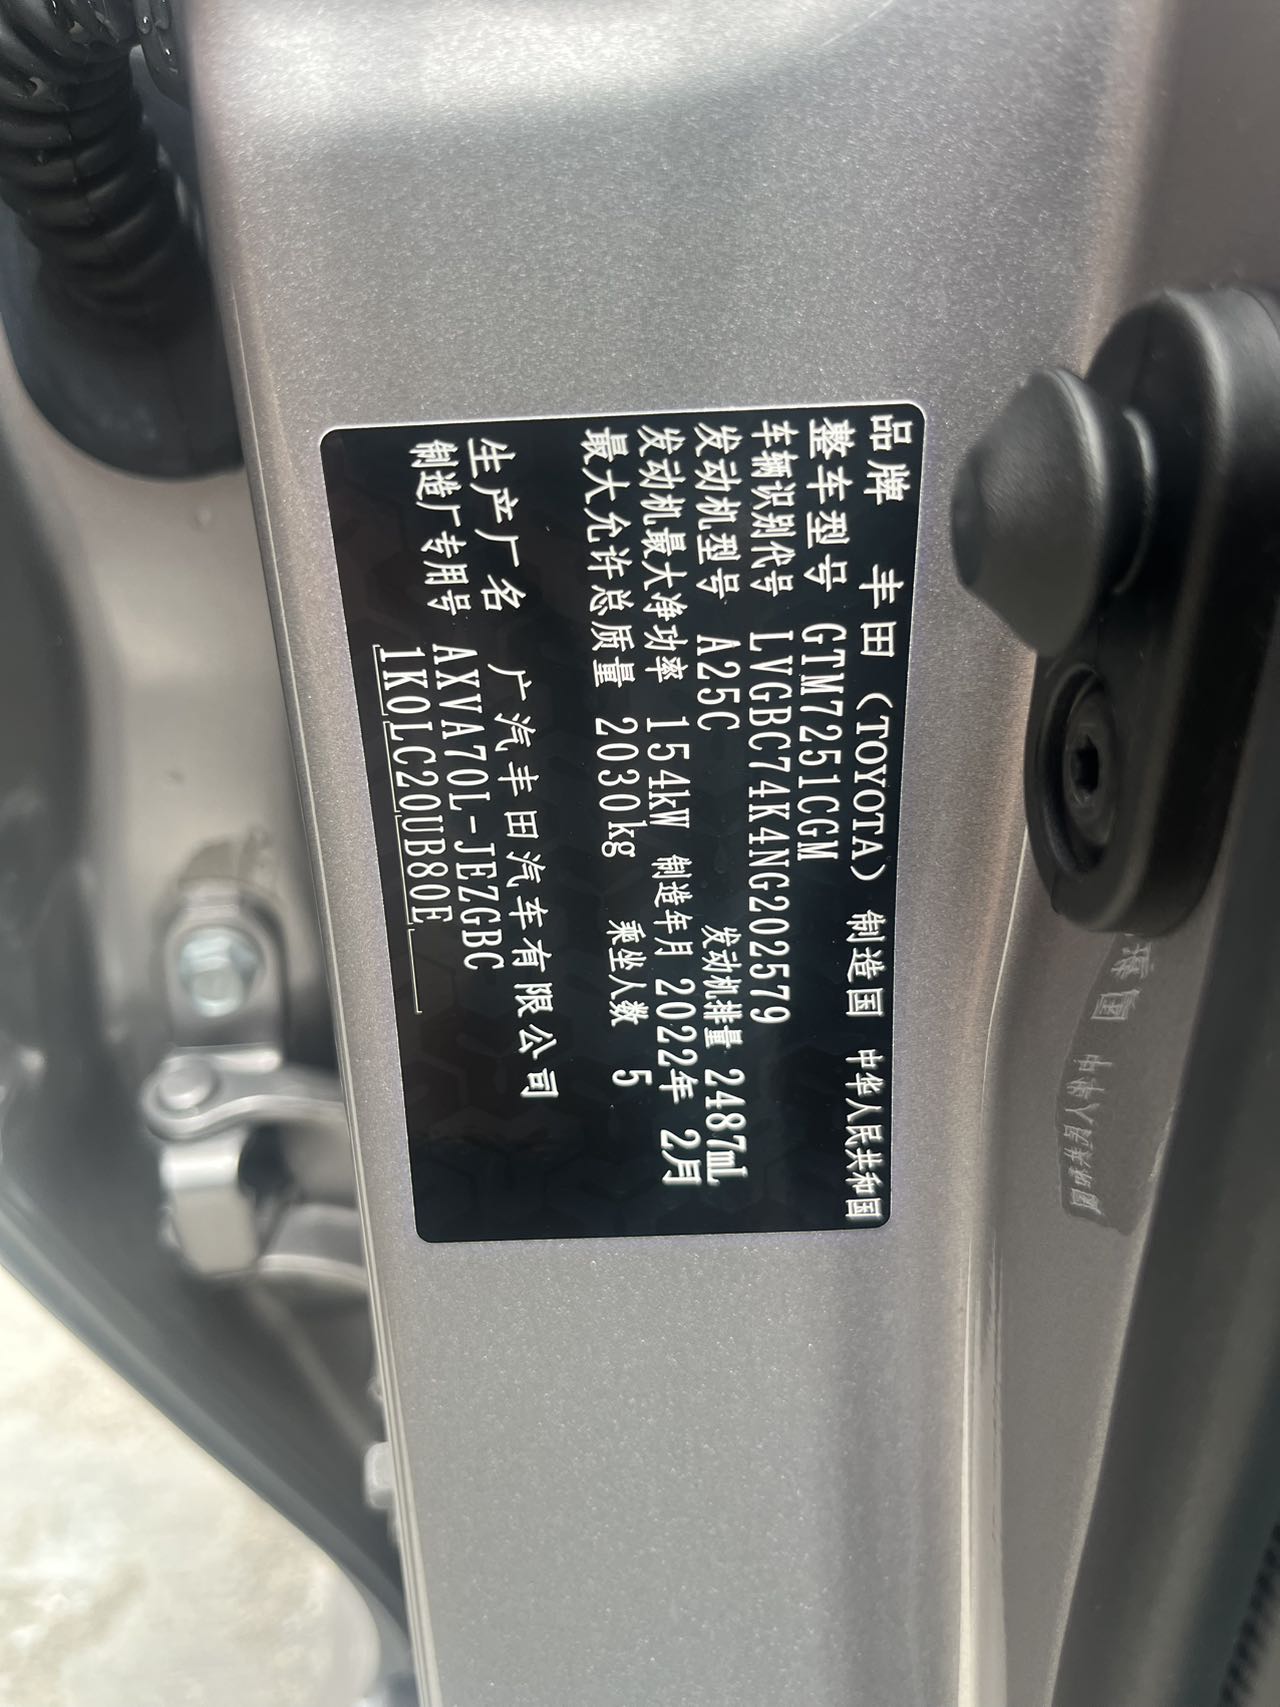 品牌 丰田（TOYOTA） 制造国 中华人民共和国
整车型号 GTM7251CGM
车辆识别代号 LVGBC74K4NG202579
发动机型号 A25C 发动机排量 2487mL
发动机最大净功率 154kW 制造年月 2022年 2月
最大允许总质量 2030kg 乘坐人数 5
生产厂名 广汽丰田汽车有限公司
制造厂专用号 AXVA70L-JEZGBC
1K0LC20UB80E